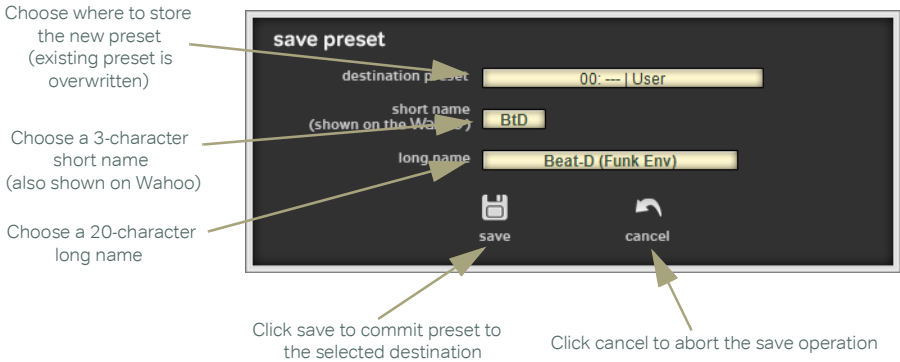 Choose where to store
the new preset
(existing preset is
overwritten)
Choose a 3-character
short name
(also shown on Wahoo)
Choose a 20-character
long name
save preset
destination preset
00: --- | User
short name
(shown on the Wahoo )
BtD
long name
Beat-D (Funk Env)
save
cancel
Click save to commit preset to
the selected destination
Click cancel to abort the save operation